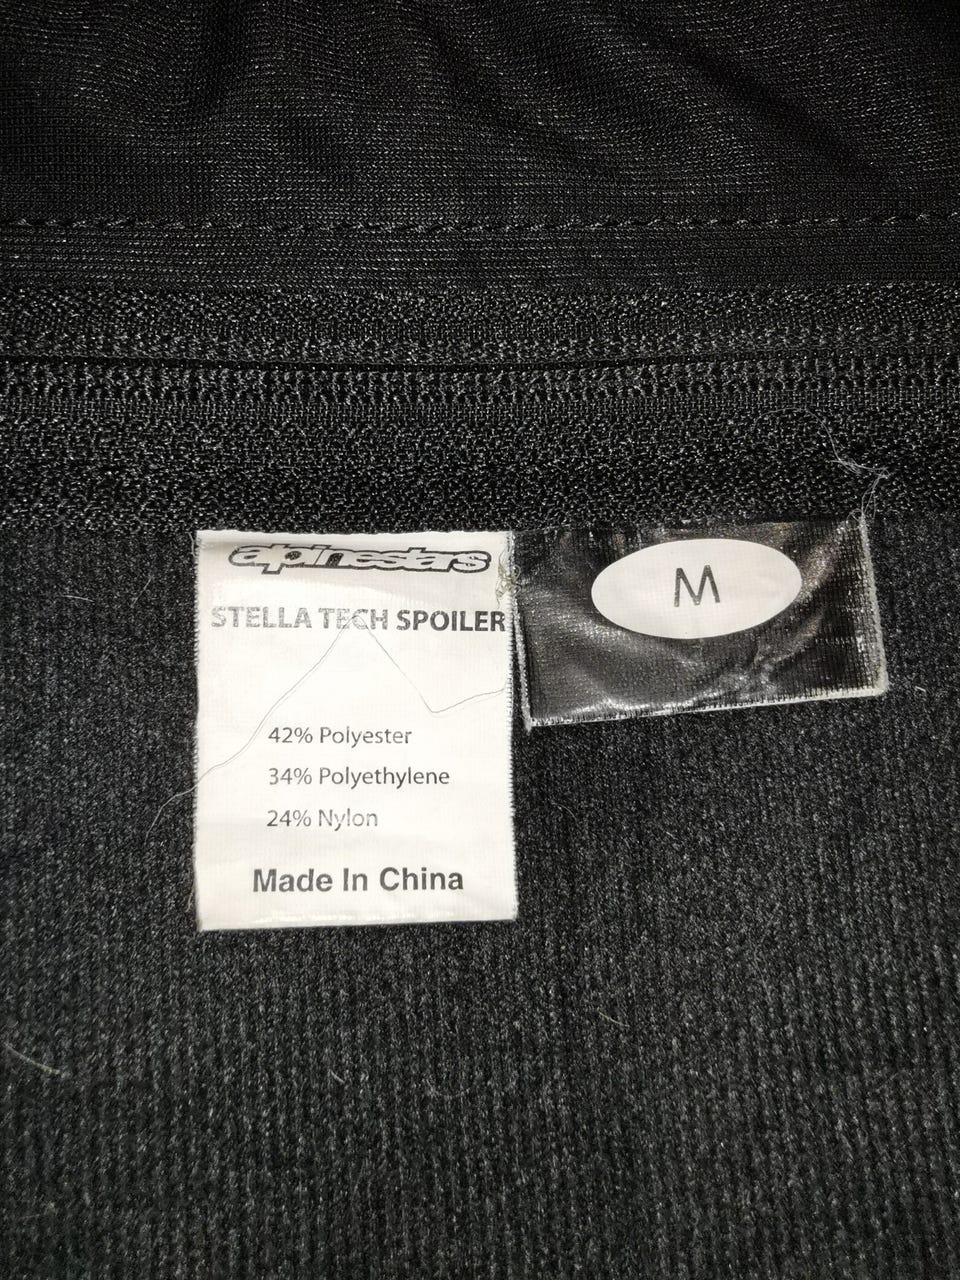 alpinestars
STELLA TECH SPOILER
42% Polyester
34% Polyethylene
24% Nylon
Made In China
M